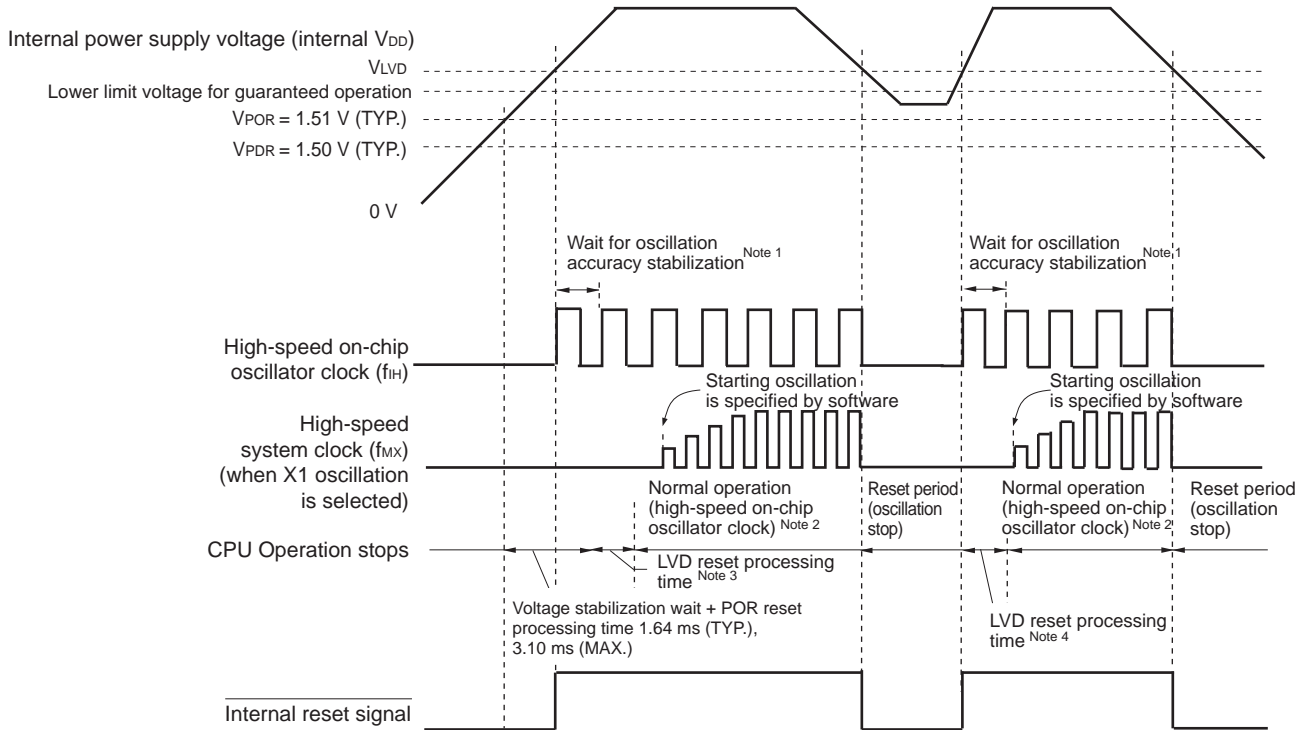 Internal power supply voltage (internal VDD)
VLVD
Lower limit voltage for guaranteed operation
VPOR = 1.51 V (TYP.)
VPDR = 1.50 V (TYP.)
0 V
Wait for oscillation
accuracy stabilization Note 1
Wait for oscillation
accuracy stabilization Note 1
High-speed on-chip
oscillator clock (fIH)
Starting oscillation
is specified by software
Starting oscillation
is specified by software
High-speed
system clock (fMX)
(when X1 oscillation
is selected)
Normal operation
(high-speed on-chip
oscillator clock) Note 2
Reset period
(oscillation
stop)
Normal operation
(high-speed on-chip
oscillator clock) Note 2
Reset period
(oscillation
stop)
CPU Operation stops
LVD reset processing
time Note 3
Voltage stabilization wait + POR reset
processing time 1.64 ms (TYP.),
3.10 ms (MAX.)
LVD reset processing
time Note 4
Internal reset signal